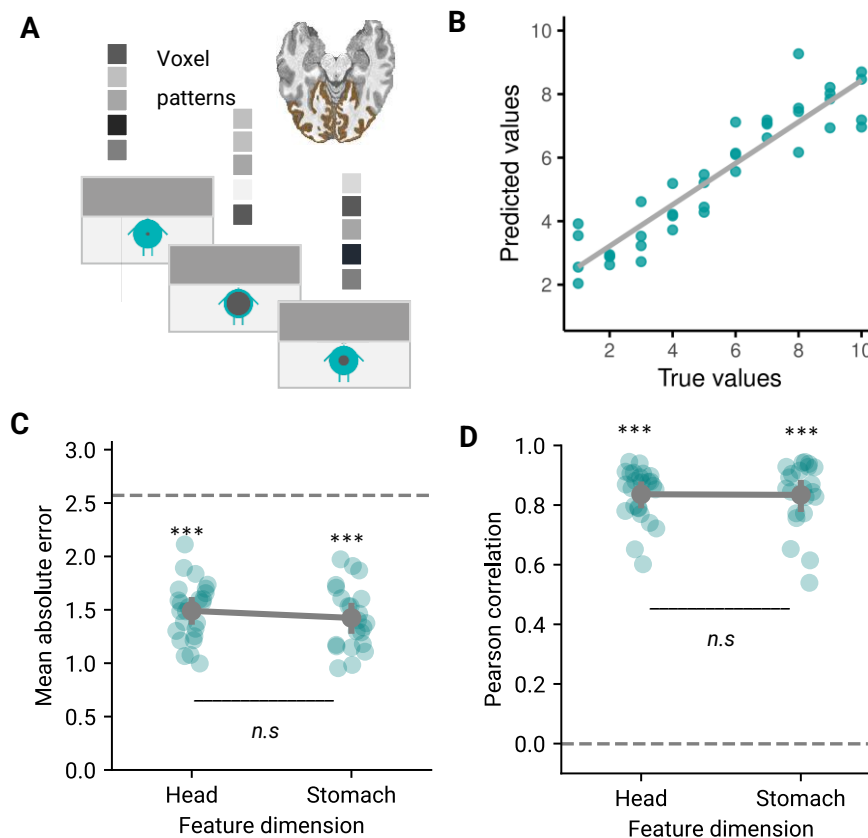 A
Voxel
patterns
B
Predicted values
10
8
6
4
2
2 4 6 8 10
True values
C
Mean absolute error
3.0
2.5
2.0
1.5
1.0
0.5
0.0
*** ***
n.s
Head Stomach
Feature dimension
D
Pearson correlation
1.0
0.8
0.6
0.4
0.2
0.0
*** ***
n.s
Head Stomach
Feature dimension